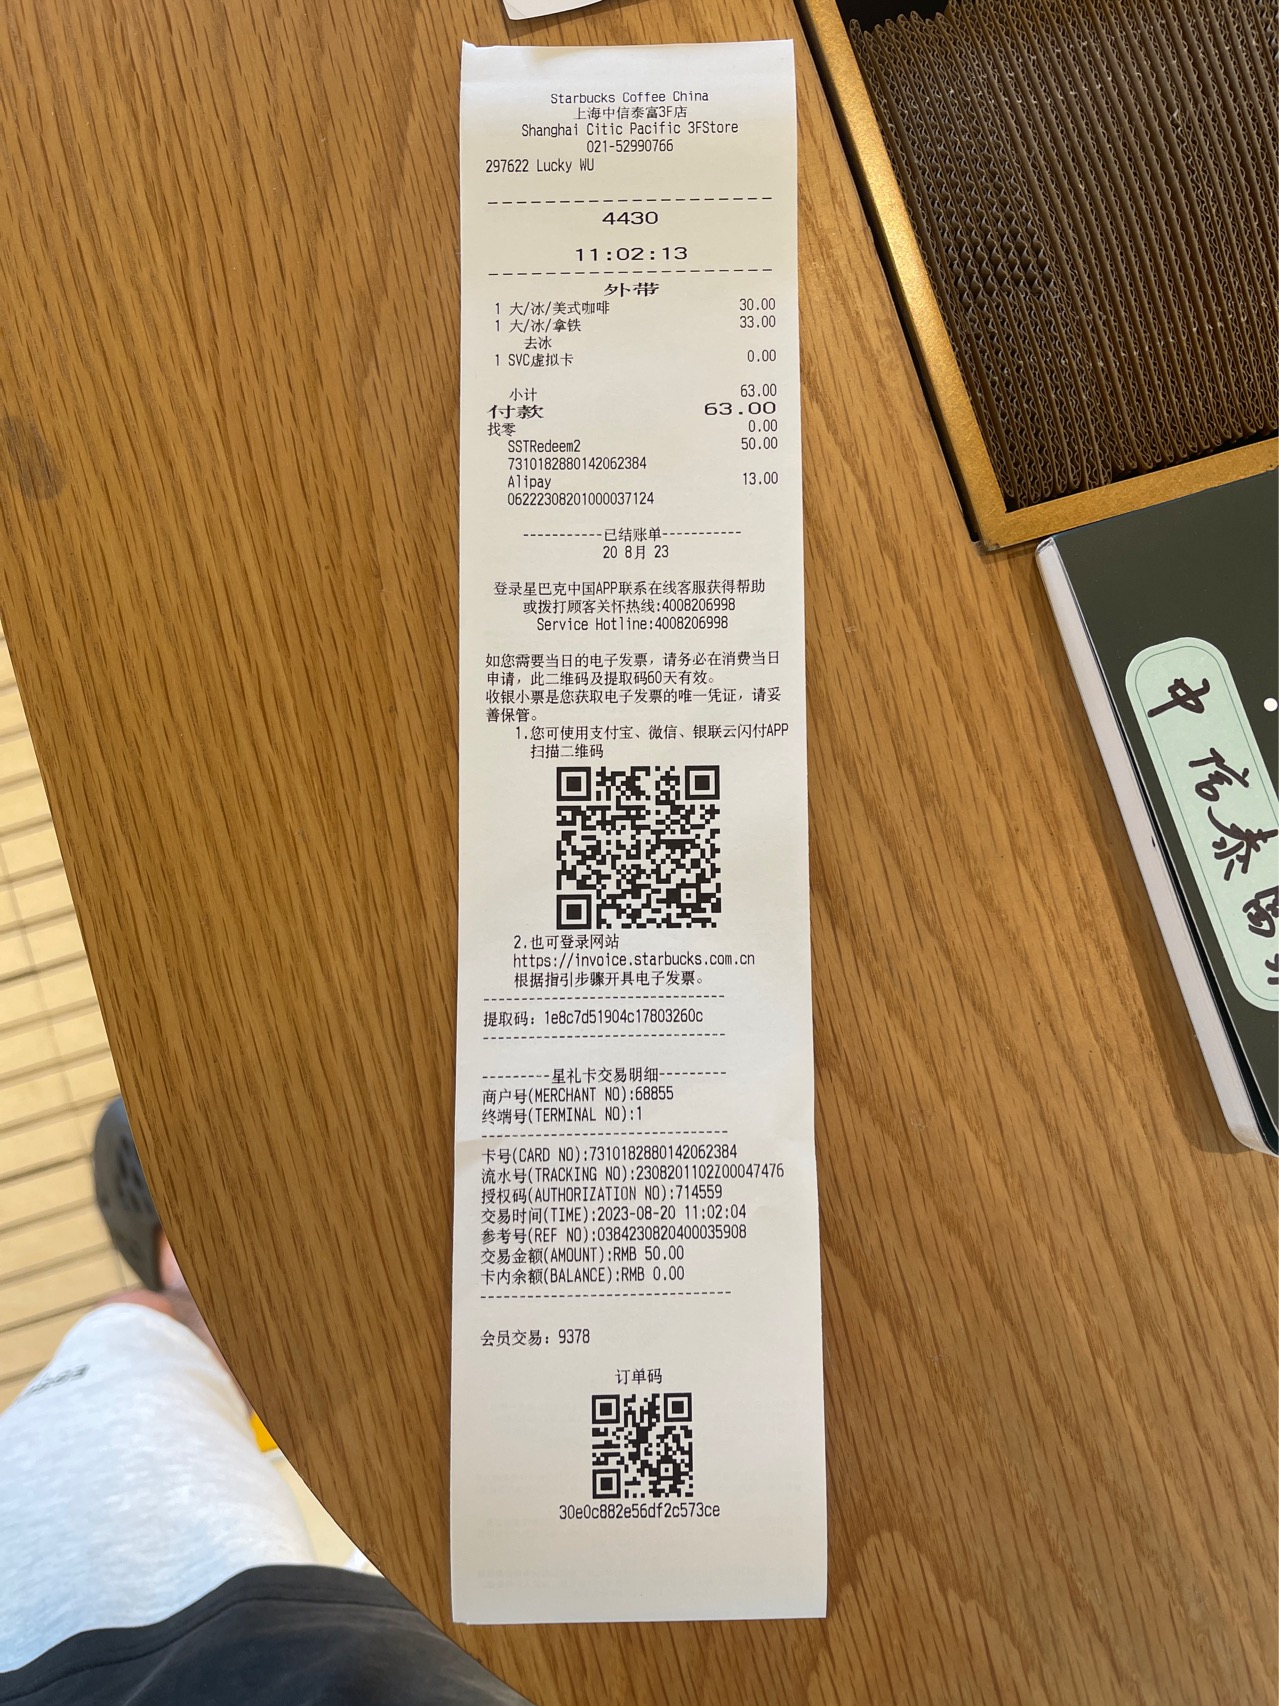 Starbucks Coffee China
上海中信泰富3F店
Shanghai Citic Pacific 3FStore
021-52990766
297622 Lucky WU
4430
11:02:13
外带
1 大/冰/美式咖啡 30.00
1 大/冰/拿铁 33.00
去冰
1 SVC虚拟卡 0.00
小计 63.00
付款 63.00
找零 0.00
SSTRedeem2 50.00
7310182880142062384
Alipay 13.00
06222308201000037124
-----------已结账单-----------
20 8月 23
登录星巴克中国APP联系在线客服获得帮助
或拨打顾客关怀热线:4008206998
Service Hotline:4008206998
如您需要当日的电子发票，请务必在消费当日
申请，此二维码及提取码60天有效。
收银小票是您获取电子发票的唯一凭证，请妥
善保管。
1.您可使用支付宝、微信、银联云闪付APP
扫描二维码
2.也可登录网站
https://invoice.starbucks.com.cn
根据指引步骤开具电子发票。
提取码: 1e8c7d51904c17803260c
---------星礼卡交易明细---------
商户号(MERCHANT NO):68855
终端号(TERMINAL NO):1
卡号(CARD NO):7310182880142062384
流水号(TRACKING NO):2308201102Z00047476
授权码(AUTHORIZATION NO):714559
交易时间(TIME):2023-08-20 11:02:04
参考号(REF NO):0384230820400035908
交易金额(AMOUNT):RMB 50.00
卡内余额(BALANCE):RMB 0.00
会员交易: 9378
订单码
30e0c882e56df2c573ce
中信泰